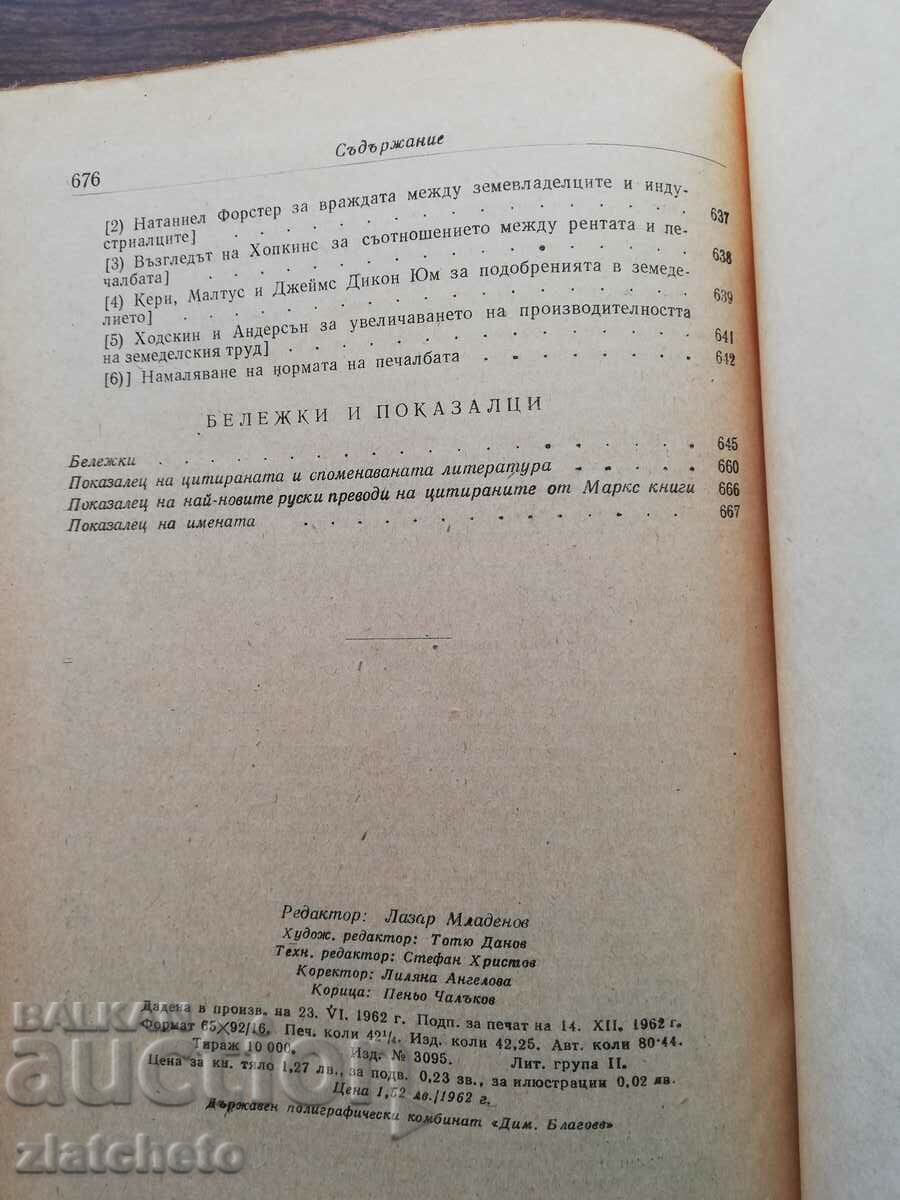 Съдържание
676
[2) Натаниел Форстер за враждата между земевладелците и инду-
стриалците] . . . . . . . . . . . . . . 637
[3) Възгледът на Хопкинс за съотношението между рентата и пе-
чалбата] . . . . . . . . . . . . . . 638
[4) Кери, Малтус и Джеймс Дикон Юм за подобренията в земеде-
лието] . . . . . . . . . . . . . . 639
[5) Ходскин и Андерсън за увеличаването на производителността
на земеделския труд] . . . . . . . . . . . . 641
[6)] Намаляване на нормата на печалбата . . . . . . 642
БЕЛЕЖКИ И ПОКАЗАЛЦИ
Бележки . . . . . . . . . . . . . . 645
Показалец на цитираната и споменаваната литература . . . . 660
Показалец на най-новите руски преводи на цитираните от Маркс книги 666
Показалец на имената . . . . . . . . . . . . 667
Редактор: Лазар Младенов
Худож. редактор: Тотю Данов
Техн. редактор: Стефан Христов
Коректор: Лиляна Ангелова
Корица: Пеньо Чалъков
Дадена в произв. на 23. VI. 1962 г. Подп. за печат на 14. XII. 1962 г.
Формат 65×92/16. Печ. коли 42¼. Изд. коли 42,25. Авт. коли 80·44.
Тираж 10 000. Изд. № 3095. Лит. група II.
Цена за кн. тяло 1,27 лв., за подв. 0,23 зв., за илюстрации 0,02 лв.
Цена 1,52 лв./1962 г.
Държавен полиграфически комбинат «Дим. Благоев»
BALKAN
auction
zlatcheto